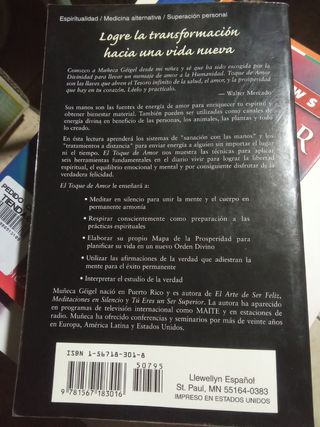 Espiritualidad / Medicina alternativa / Superación personal
Logre la transformación
hacia una vida nueva
Conozco a Muñeca Géigel desde mi niñez y sé que ha sido escogida por la
Divinidad para llevar un mensaje de amor a la Humanidad. Toque de Amor
son las llaves que abren el Tesoro infinito de la salud, el amor, y la prosperidad
que hay en tu corazón. Léelo y practícalo.
— Walter Mercado
Sus manos son las fuentes de energía de amor para enriquecer tu espíritu y
obtener bienestar material. También pueden ser utilizadas como canales de
energía divina en beneficio de las personas, los animales, las plantas y todo
lo creado.
En ésta lectura aprenderá los sistemas de "sanación con las manos" y los
"tratamientos a distancia" para enviar energía a alguien sin importar el lugar
ni el tiempo. El Toque de Amor nos muestra las técnicas para aplicar
seis herramientas fundamentales en el diario vivir para lograr la libertad
espiritual, el equilibrio emocional y mental y por consiguiente disfrutar de la
verdadera felicidad.
El Toque de Amor le enseñará a:
• Meditar en silencio para unir la mente y el cuerpo en
permanente armonía
• Respirar conscientemente como preparación a las
prácticas espirituales
• Elaborar su propio Mapa de la Prosperidad para
planificar su vida en un nuevo Orden Divino
• Utilizar las afirmaciones de la verdad que adiestran la
mente para el éxito permanente
• Interpretar el estudio de la verdad
Muñeca Géigel nació en Puerto Rico y es autora de El Arte de Ser Feliz,
Meditaciones en Silencio y Tú Eres un Ser Superior. La autora ha aparecido
en programas de televisión internacional como MAITE y en estaciones de
radio. Muñeca ha ofrecido conferencias y seminarios por más de veinte años
en Europa, América Latina y Estados Unidos.
ISBN 1-56718-301-8
50795
9 781567 183016
Llewellyn Español
St. Paul, MN 55164-0383
IMPRESO EN ESTADOS UNIDOS
PEDIDO